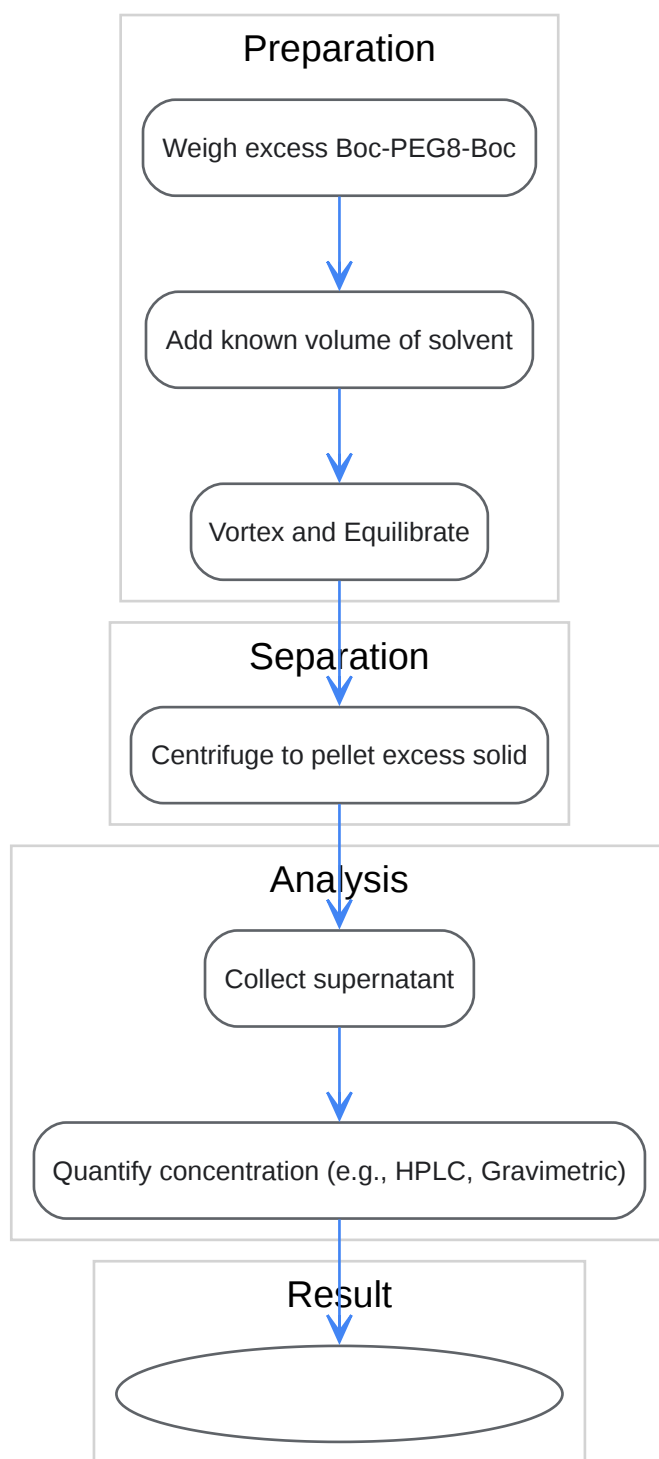 Preparation
Weigh excess Boc-PEG8-Boc
Add known volume of solvent
Vortex and Equilibrate
Separation
Centrifuge to pellet excess solid
Analysis
Collect supernatant
Quantify concentration (e.g., HPLC, Gravimetric)
Result